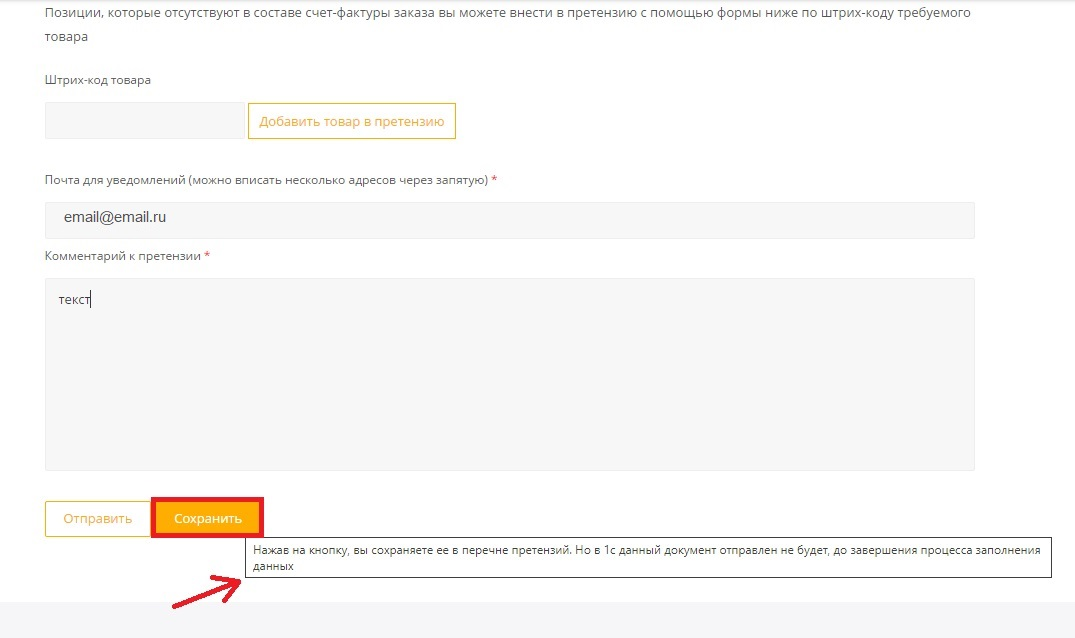 Позиции, которые отсутствуют в составе счет-фактуры заказа вы можете внести в претензию с помощью формы ниже по штрих-коду требуемого
товара
Штрих-код товара
Добавить товар в претензию
Почта для уведомлений (можно вписать несколько адресов через запятую) *
email@email.ru
Комментарий к претензии *
текст
Отправить
Сохранить
Нажав на кнопку, вы сохраняете ее в перечне претензий. Но в 1с данный документ отправлен не будет, до завершения процесса заполнения
данных